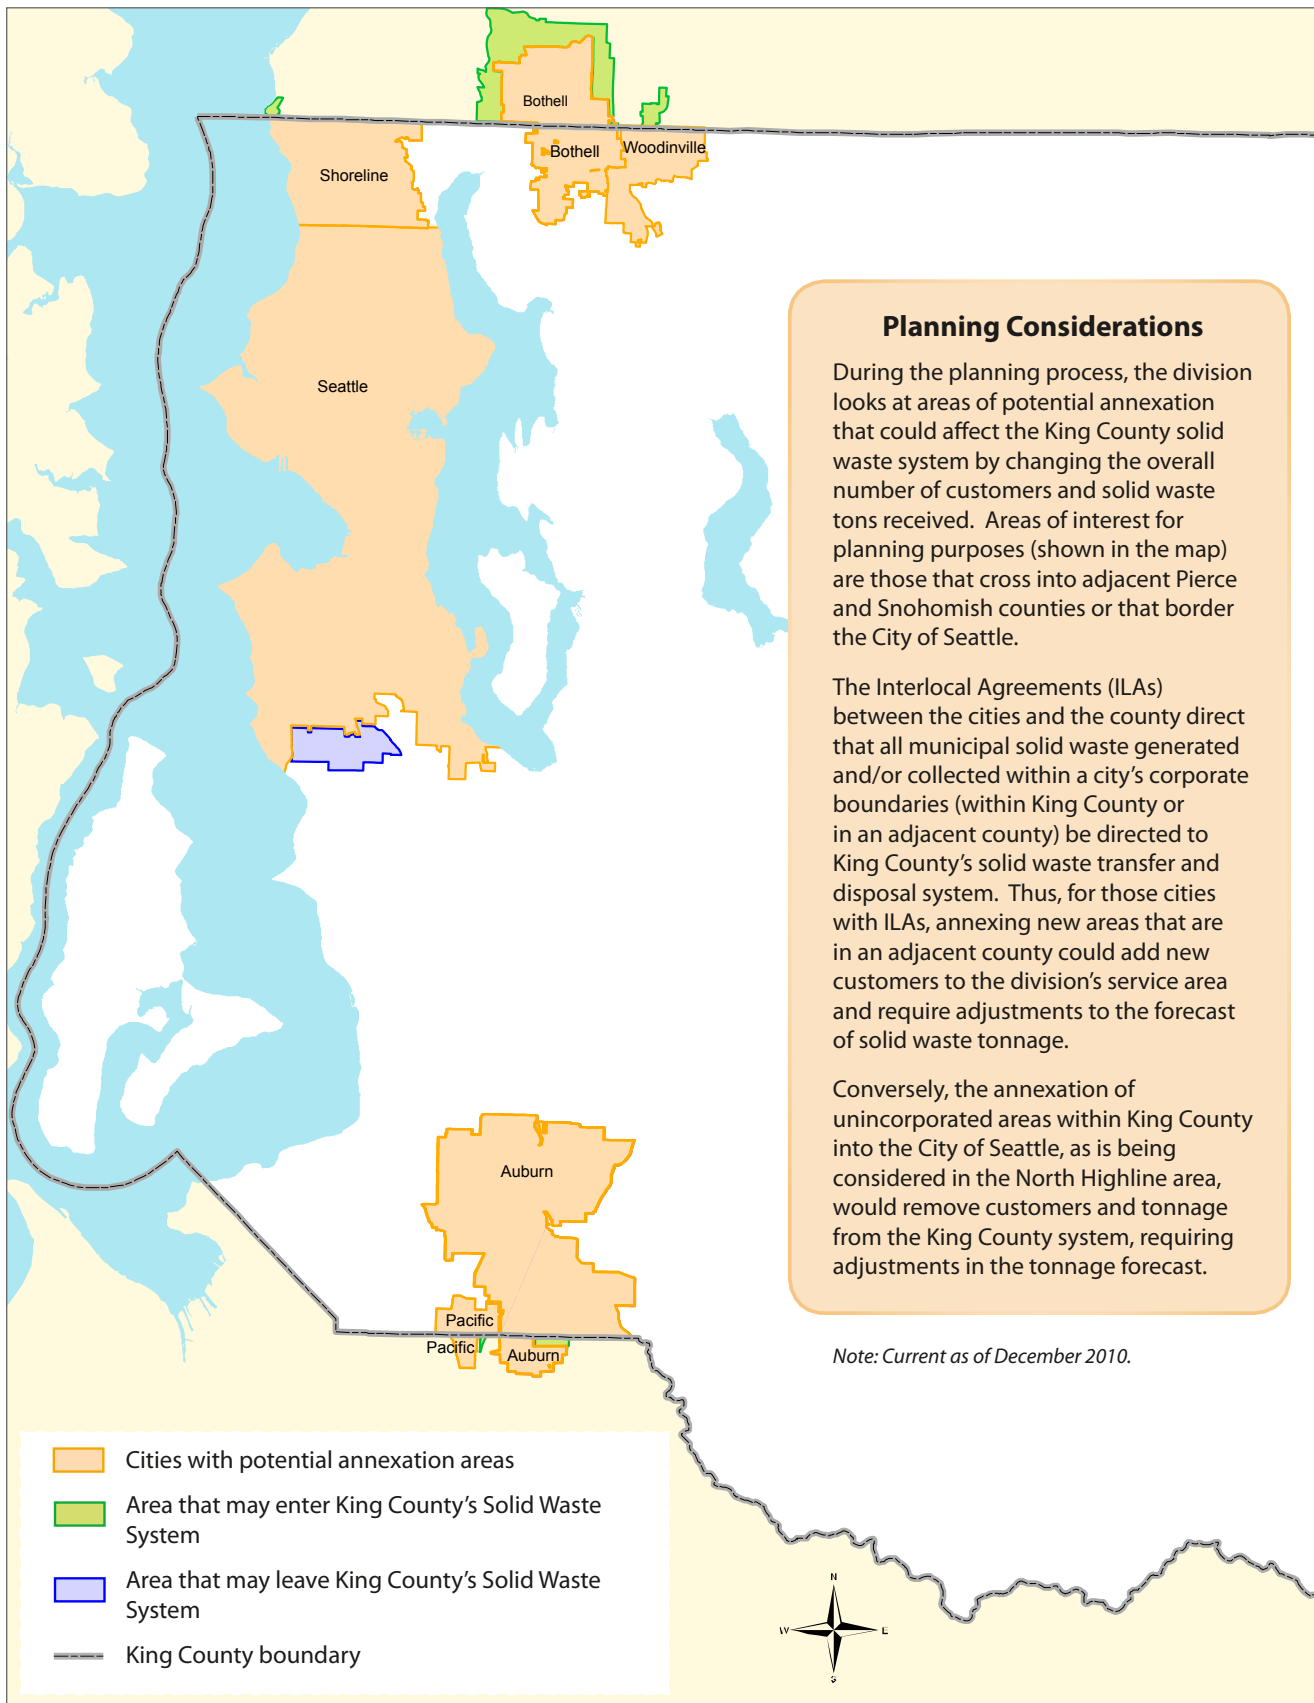 Bothell
Bothell
Woodinville
Shoreline
Seattle
Planning Considerations
During the planning process, the division
looks at areas of potential annexation
that could affect the King County solid
waste system by changing the overall
number of customers and solid waste
tons received.  Areas of interest for
planning purposes (shown in the map)
are those that cross into adjacent Pierce
and Snohomish counties or that border
the City of Seattle.
The Interlocal Agreements (ILAs)
between the cities and the county direct
that all municipal solid waste generated
and/or collected within a city’s corporate
boundaries (within King County or
in an adjacent county) be directed to
King County’s solid waste transfer and
disposal system.  Thus, for those cities
with ILAs, annexing new areas that are
in an adjacent county could add new
customers to the division’s service area
and require adjustments to the forecast
of solid waste tonnage.
Conversely, the annexation of
unincorporated areas within King County
into the City of Seattle, as is being
considered in the North Highline area,
would remove customers and tonnage
from the King County system, requiring
adjustments in the tonnage forecast.
Note: Current as of December 2010.
Auburn
Pacific
Pacific
Auburn
Cities with potential annexation areas
Area that may enter King County’s Solid Waste
System
Area that may leave King County’s Solid Waste
System
King County boundary
N
W
E
S